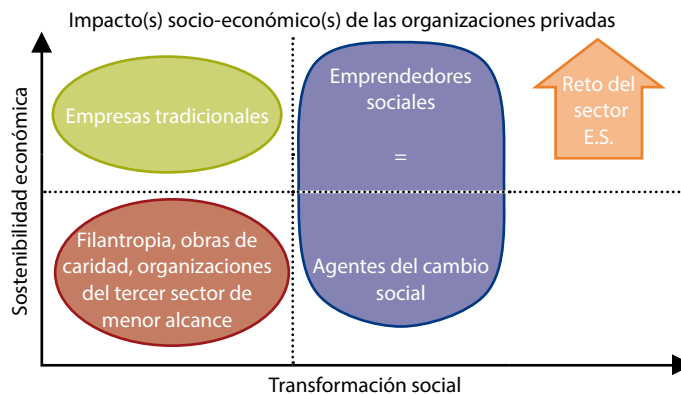 Impacto(s) socio-económico(s) de las organizaciones privadas
Sostenibilidad económica
Empresas tradicionales
Emprendedores
sociales
=
Agentes del cambio
social
Reto del
sector
E.S.
Filantropia, obras de
caridad, organizaciones
del tercer sector de
menor alcance
Transformación social